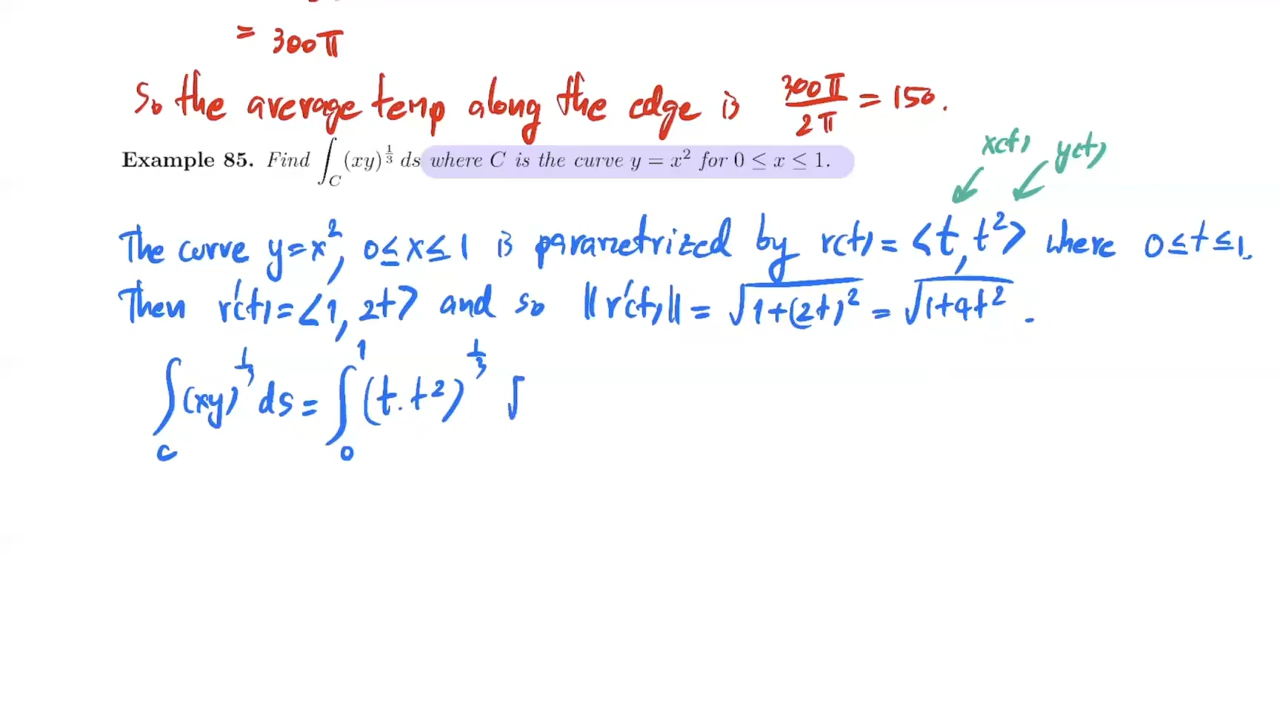 = 300π
So the average temp along the edge is 300π/2π = 150.
Example 85. Find ∫_C (xy)^{1/3} ds where C is the curve y = x² for 0 ≤ x ≤ 1.
x(t) y(t)
The curve y=x², 0≤x≤1 is parametrized by r(t) = <t, t²> where 0≤t≤1.
Then r'(t) = <1, 2t> and so ||r'(t)|| = √(1+(2t)²) = √(1+4t²).
∫_C (xy)^{1/3} ds = ∫_0^1 (t.t²)^{1/3} √